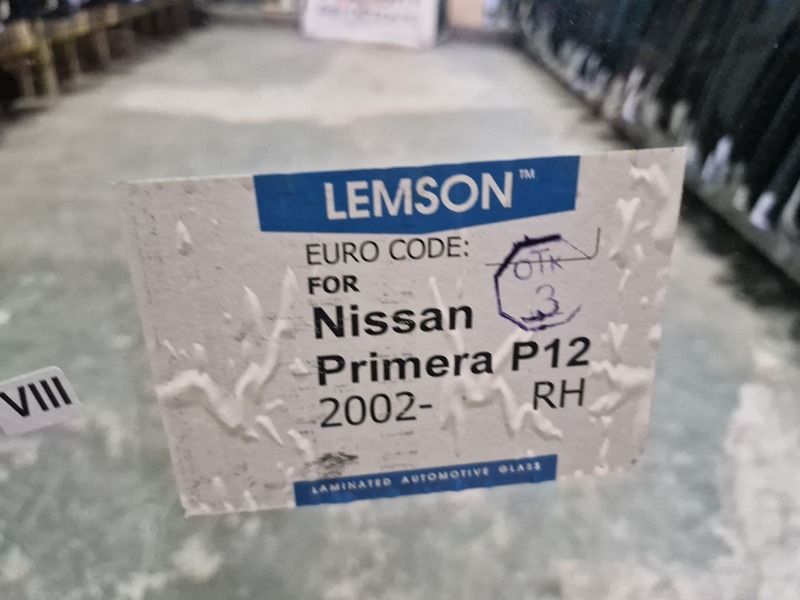 LEMSON™
EURO CODE:
OTK
3
FOR
Nissan
Primera P12
2002- RH
LAMINATED AUTOMOTIVE GLASS
VIII